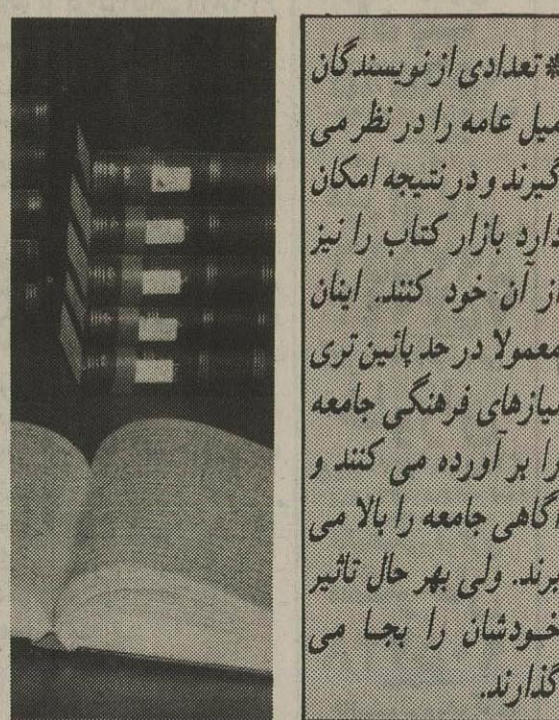 * تعدادی از نویسندگان
میل عامه را در نظر می
گیرند و در نتیجه امکان
دارد بازار کتاب را نیز
از آن خود کنند. اینان
معمولا در حد پائین تری
نیازهای فرهنگی جامعه
را بر آورده می کنند و
آگاهی جامعه را بالا می
برند. ولی بهر حال تاثیر
خودشان را بجا می
گذارند.